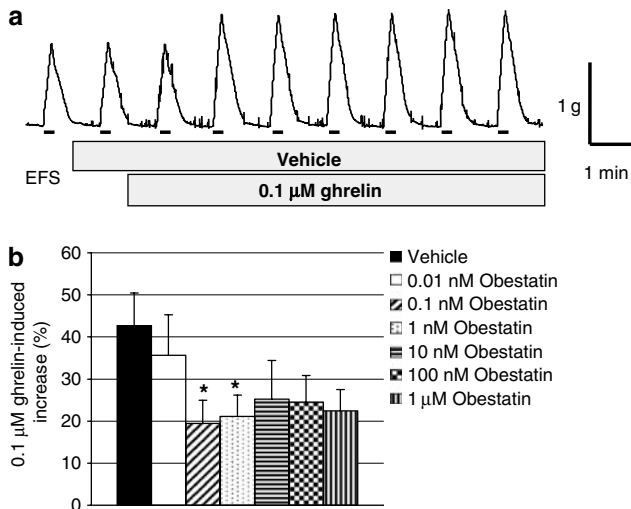 a
1 g
1 min
EFS
Vehicle
0.1 µM ghrelin
b
0.1 µM ghrelin-induced
increase (%)
60
50
40
30
20
10
0
*
*
Vehicle
0.01 nM Obestatin
0.1 nM Obestatin
1 nM Obestatin
10 nM Obestatin
100 nM Obestatin
1 µM Obestatin